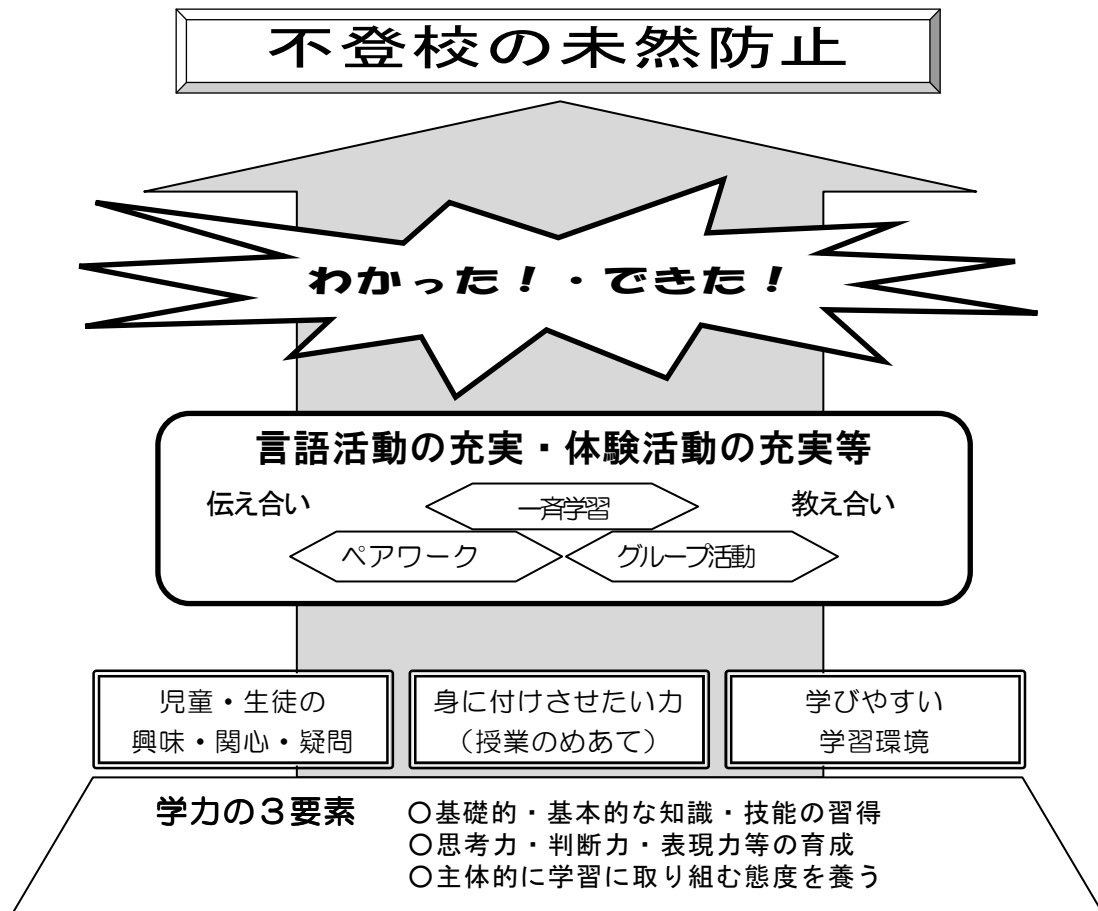 不登校の未然防止
わかった！・できた！
言語活動の充実・体験活動の充実等
伝え合い
一斉学習
教え合い
ペアワーク
グループ活動
児童・生徒の
興味・関心・疑問
身に付けさせたい力
（授業のめあて）
学びやすい
学習環境
学力の３要素
○基礎的・基本的な知識・技能の習得
○思考力・判断力・表現力等の育成
○主体的に学習に取り組む態度を養う